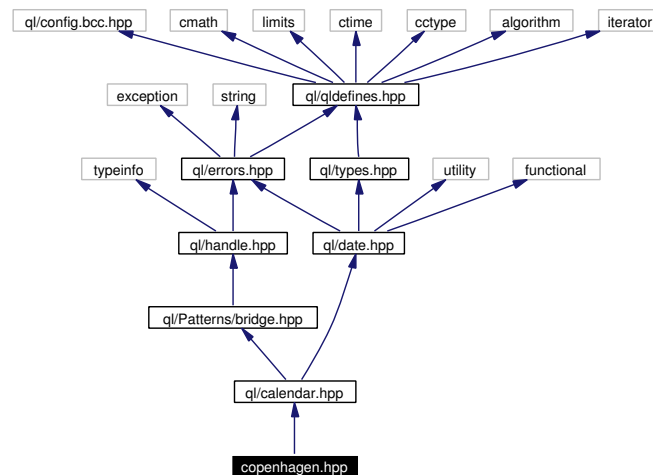 ql/config.bcc.hpp cmath limits ctime cctype algorithm iterator
exception string ql/qldefines.hpp
typeinfo ql/errors.hpp ql/types.hpp utility functional
ql/handle.hpp ql/date.hpp
ql/Patterns/bridge.hpp
ql/calendar.hpp
copenhagen.hpp